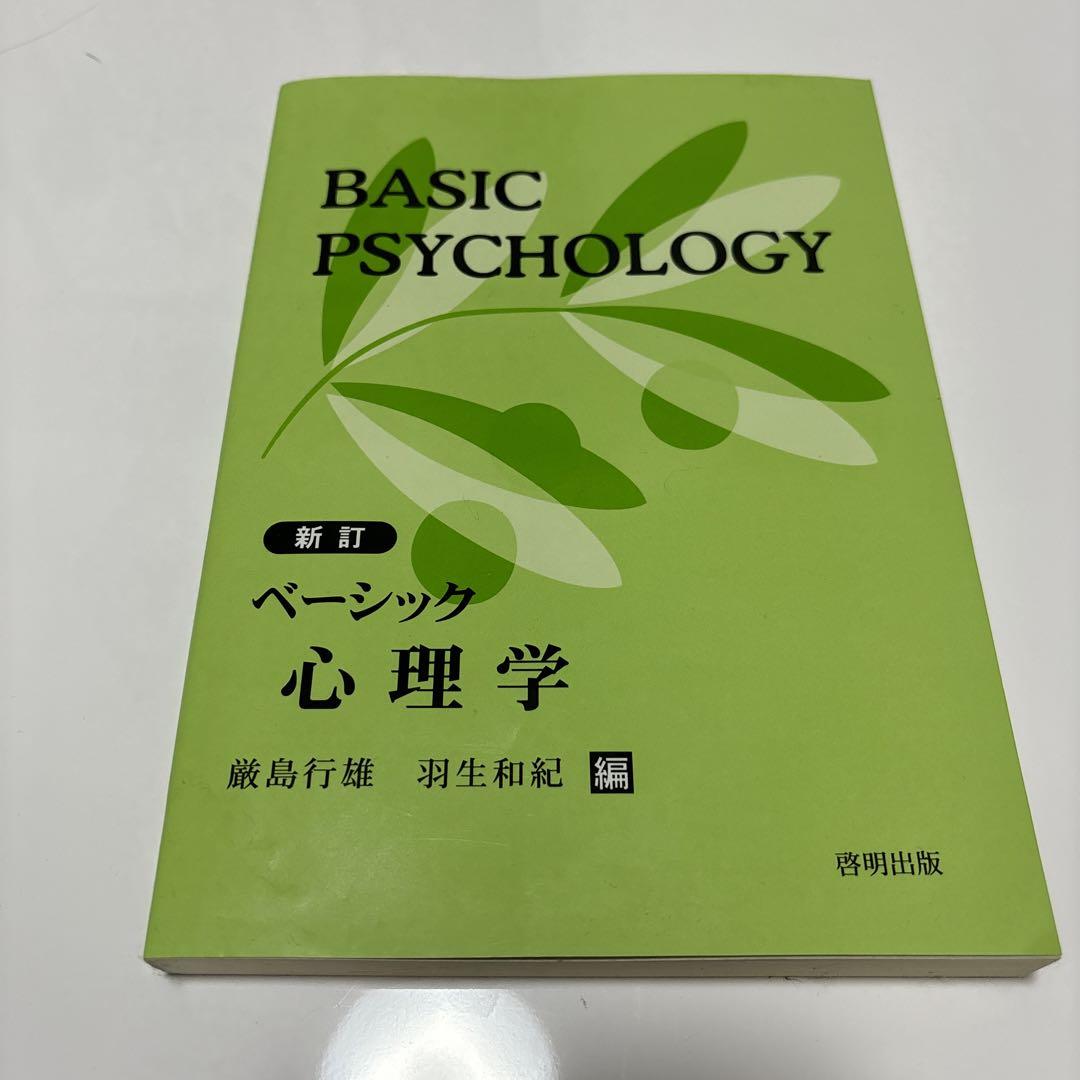 BASIC
PSYCHOLOGY
新訂
ベーシック
心理学
厳島行雄 羽生和紀 編
啓明出版